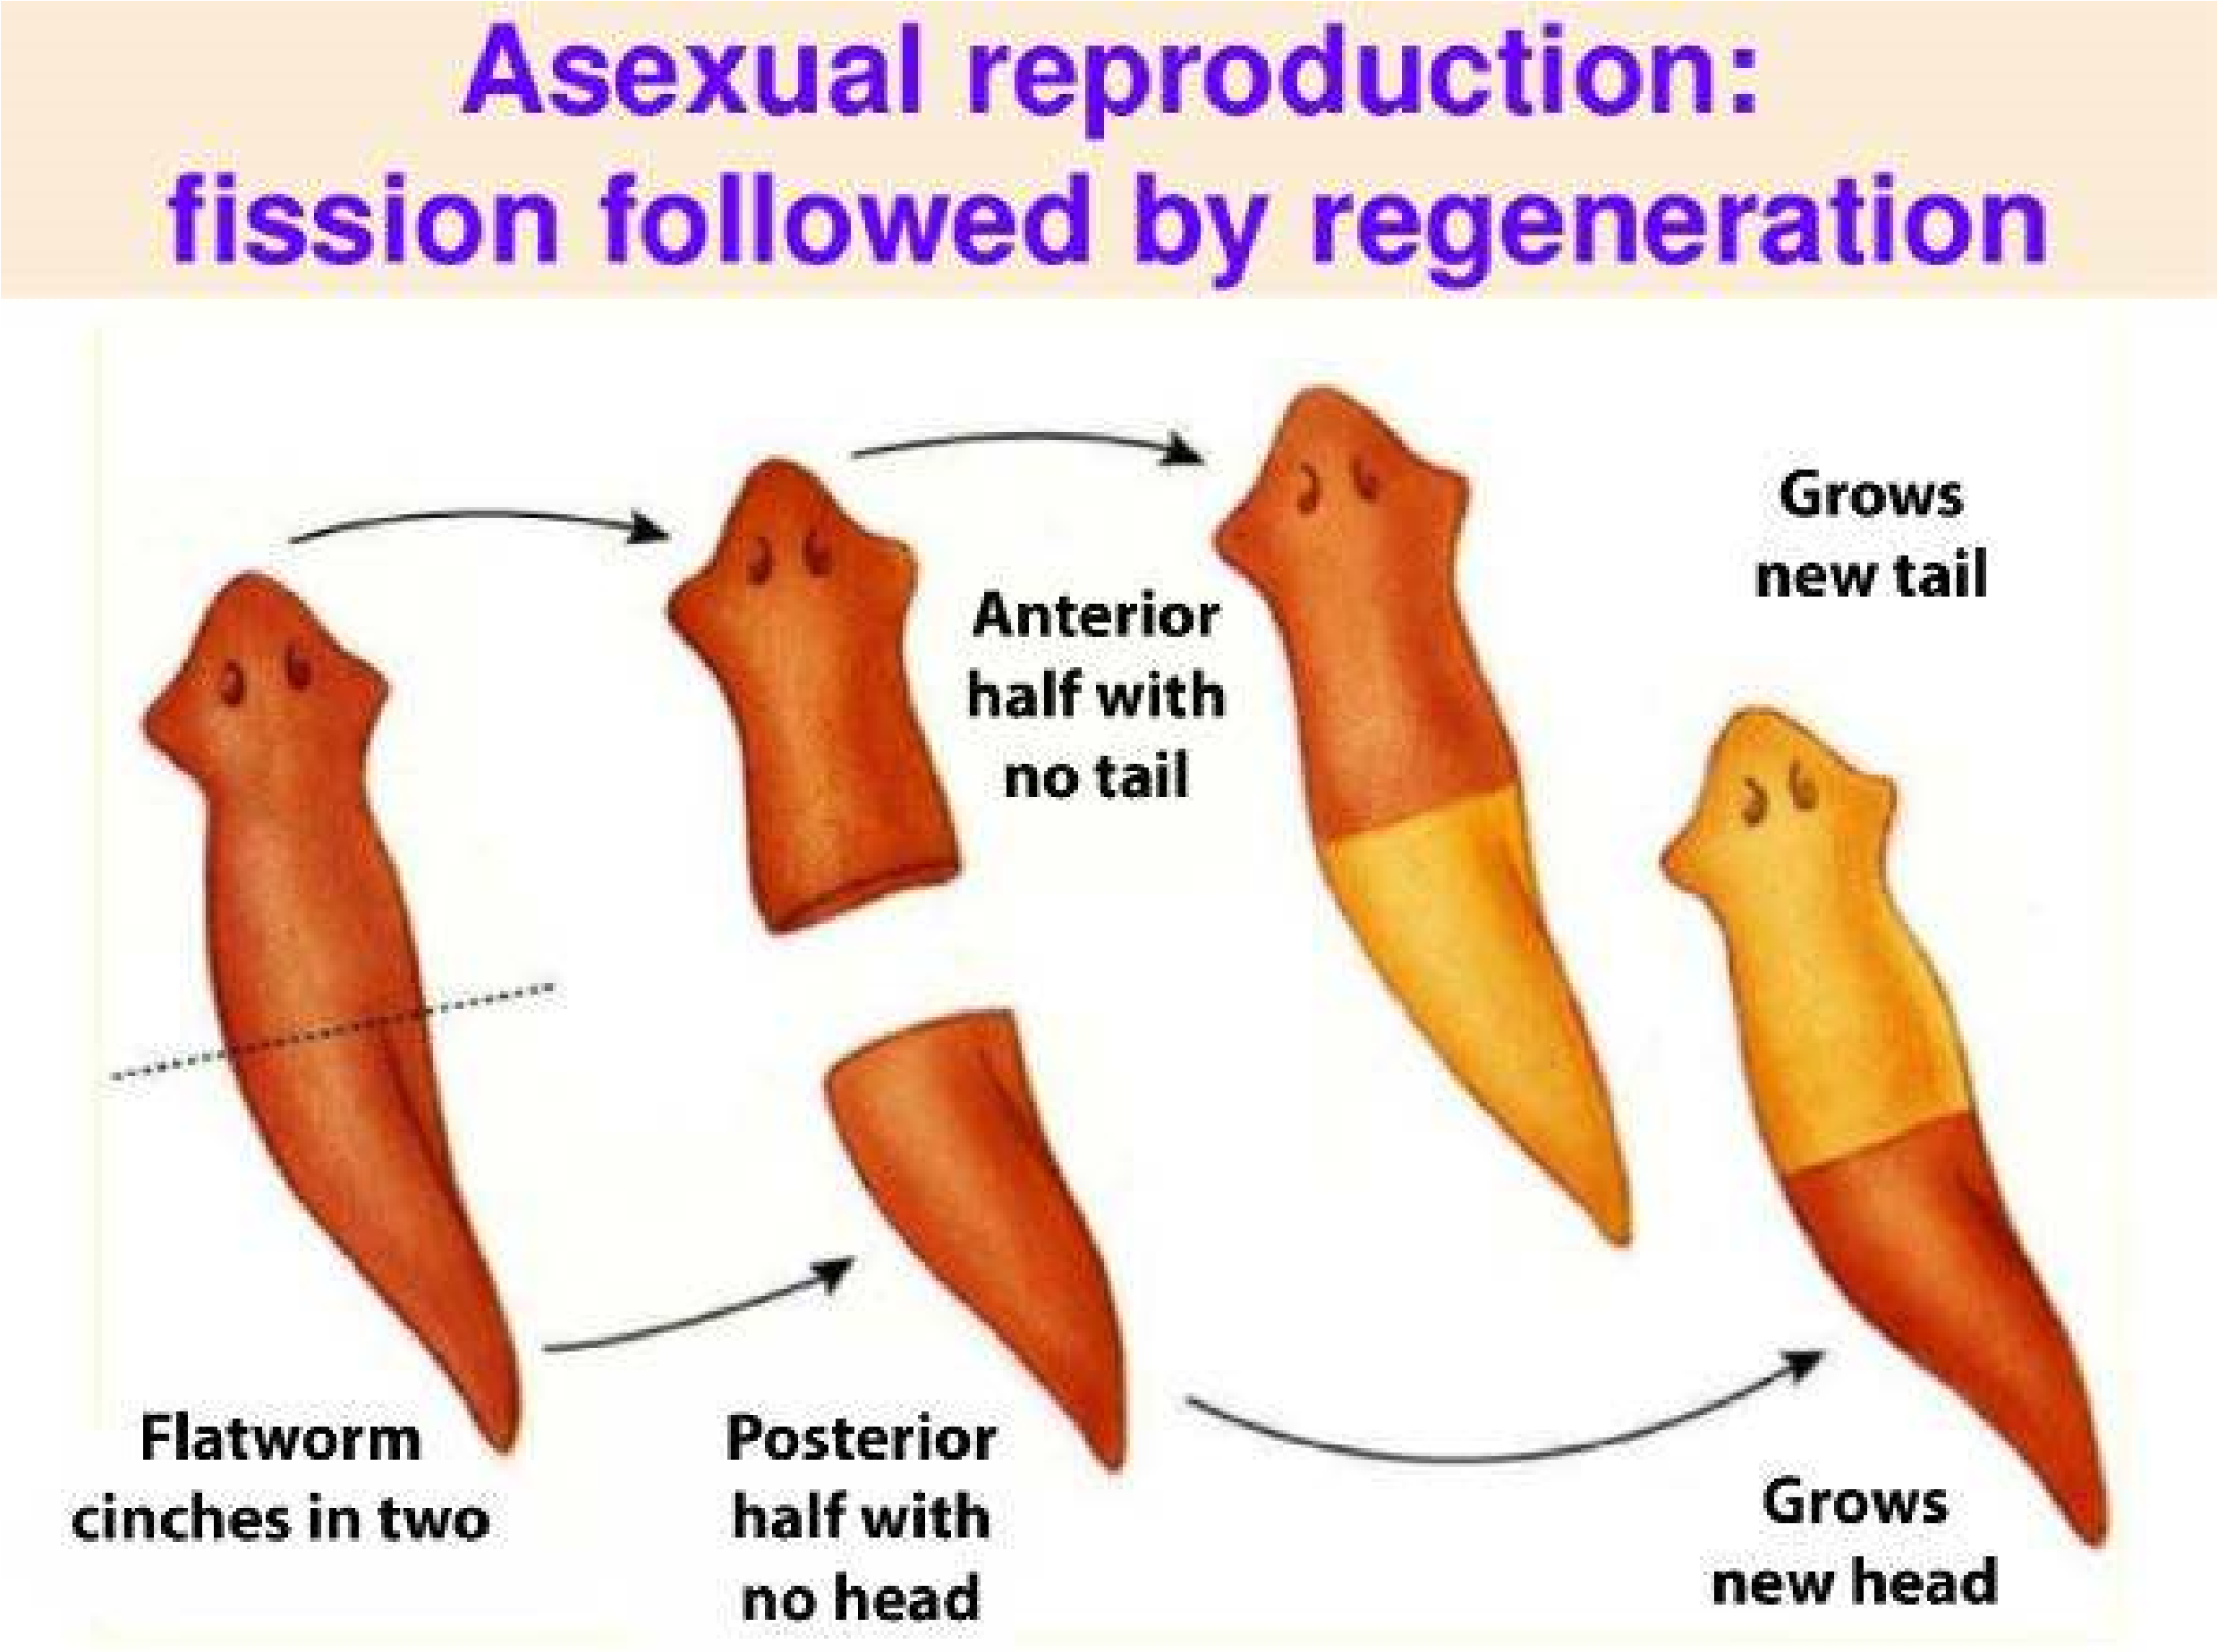 Asexual reproduction:
fission followed by regeneration
Grows
new tail
Anterior
half with
no tail
Flatworm
cinches in two
Posterior
half with
no head
Grows
new head